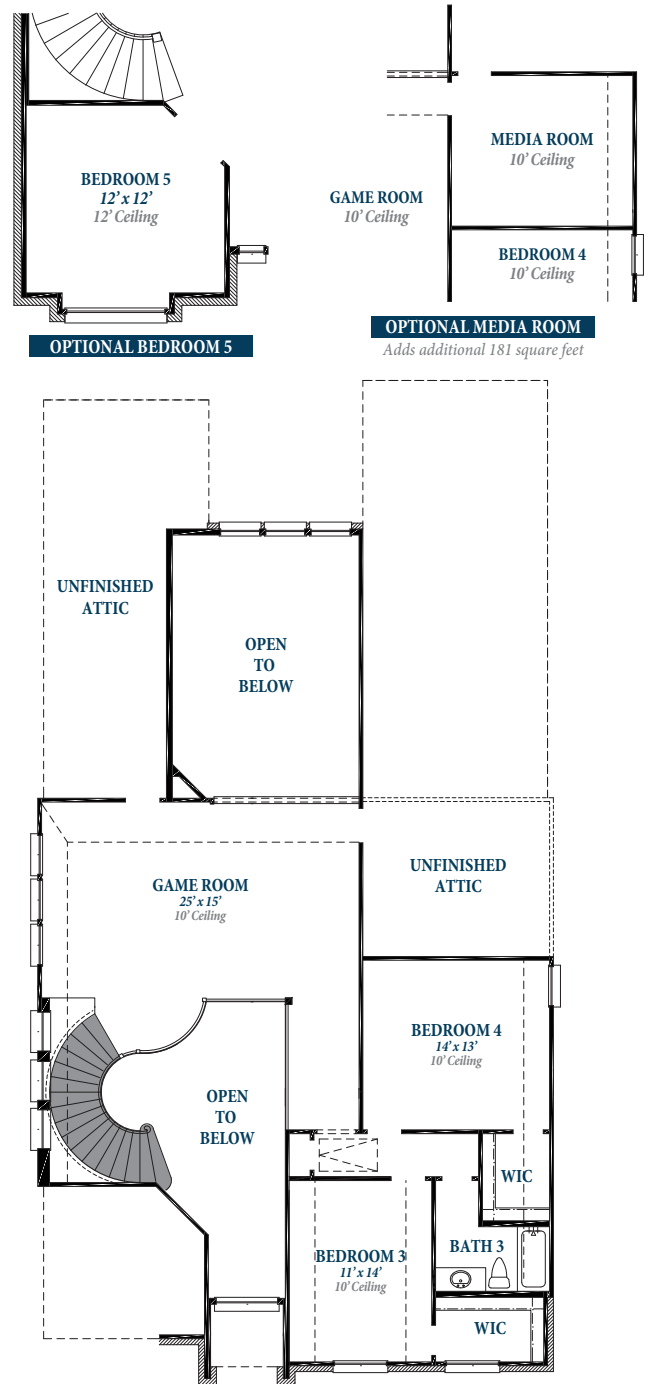 BEDROOM 5
12' x 12'
12' Ceiling
OPTIONAL BEDROOM 5
MEDIA ROOM
10' Ceiling
GAME ROOM
10' Ceiling
BEDROOM 4
10' Ceiling
OPTIONAL MEDIA ROOM
Adds additional 181 square feet
UNFINISHED
ATTIC
OPEN
TO
BELOW
GAME ROOM
25' x 15'
10' Ceiling
UNFINISHED
ATTIC
BEDROOM 4
14' x 13'
10' Ceiling
OPEN
TO
BELOW
WIC
BATH 3
BEDROOM 3
11' x 14'
10' Ceiling
WIC